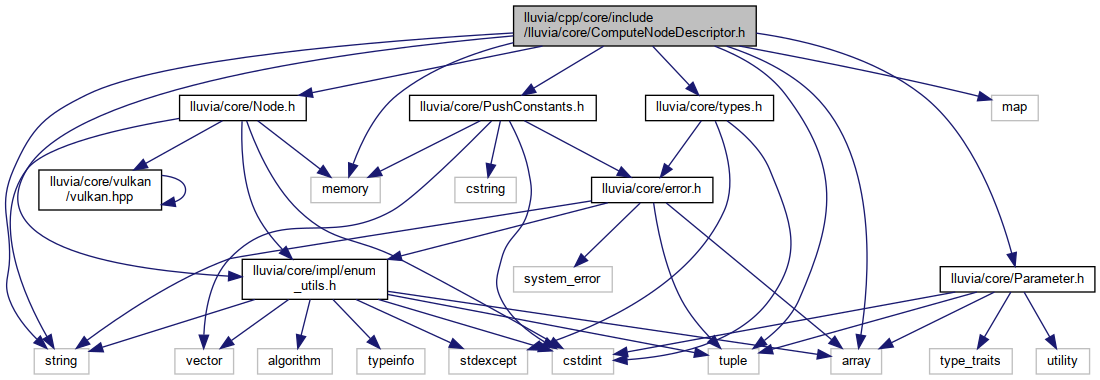 lluvia/cpp/core/include
/lluvia/core/ComputeNodeDescriptor.h
lluvia/core/Node.h
lluvia/core/PushConstants.h
lluvia/core/types.h
map
lluvia/core/vulkan
/vulkan.hpp
memory
cstring
lluvia/core/error.h
lluvia/core/impl/enum
_utils.h
system_error
lluvia/core/Parameter.h
string
vector
algorithm
typeinfo
stdexcept
cstdint
tuple
array
type_traits
utility